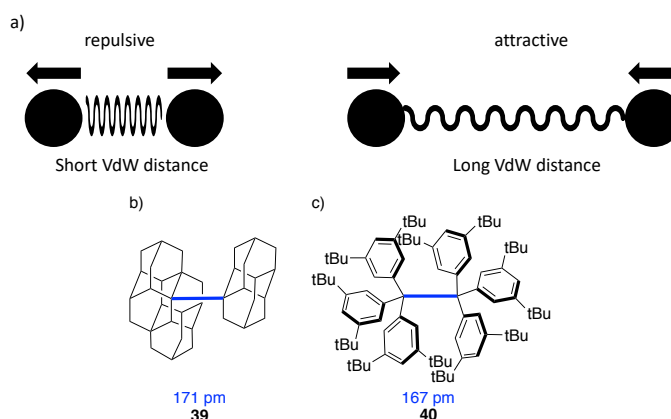 a)
repulsive
attractive
Short VdW distance
Long VdW distance
b)
c)
tBu
tBu
tBu
tBu
tBu
tBu
tBu
tBu
tBu
tBu
tBu
tBu
171 pm
39
167 pm
40